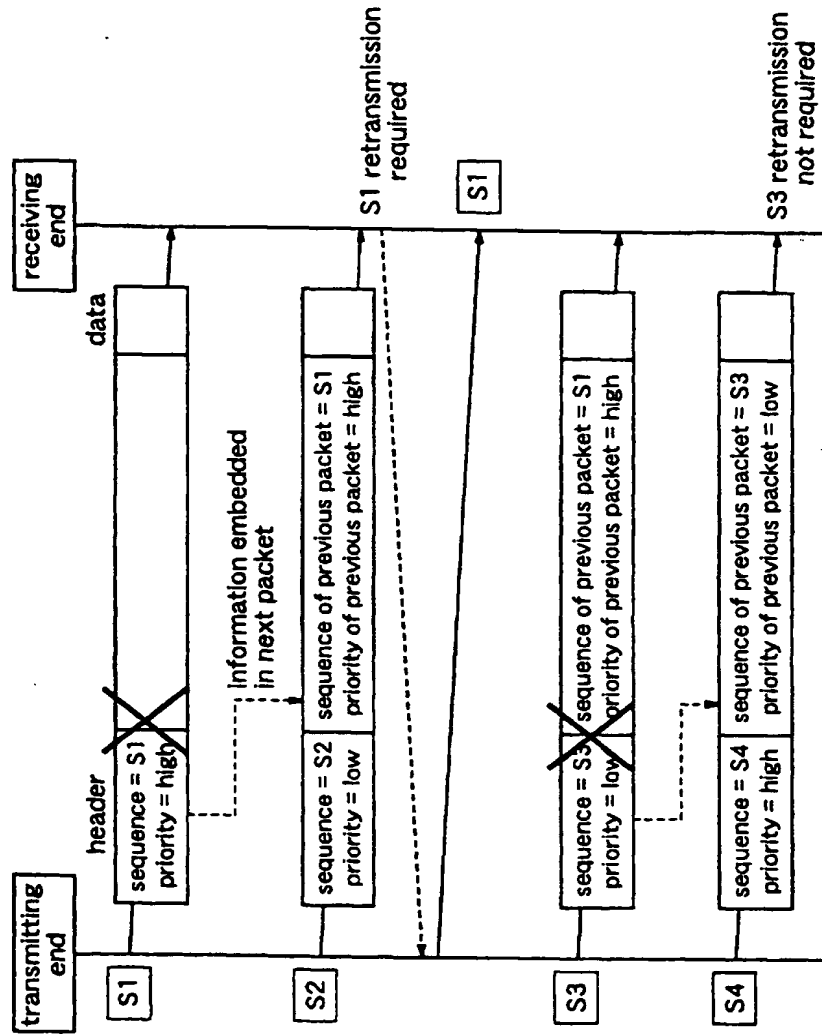 transmitting
end
receiving
end
header
data
S1
sequence = S1
priority = high
Information embedded
in next packet
S2
sequence = S2
priority = low
sequence of previous packet = S1
priority of previous packet = high
S1 retransmission
required
S1
S3
sequence = S3
priority = low
sequence of previous packet = S1
priority of previous packet = high
S4
sequence = S4
priority = high
sequence of previous packet = S3
priority of previous packet = low
S3 retransmission
not required